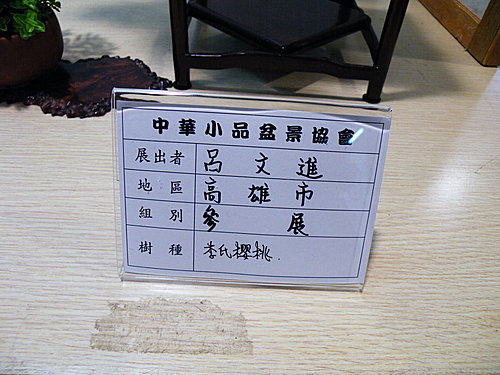 中華小品盆景協會
展出者 呂文進
地區 高雄市
組別 參展
樹種 李氏櫻桃